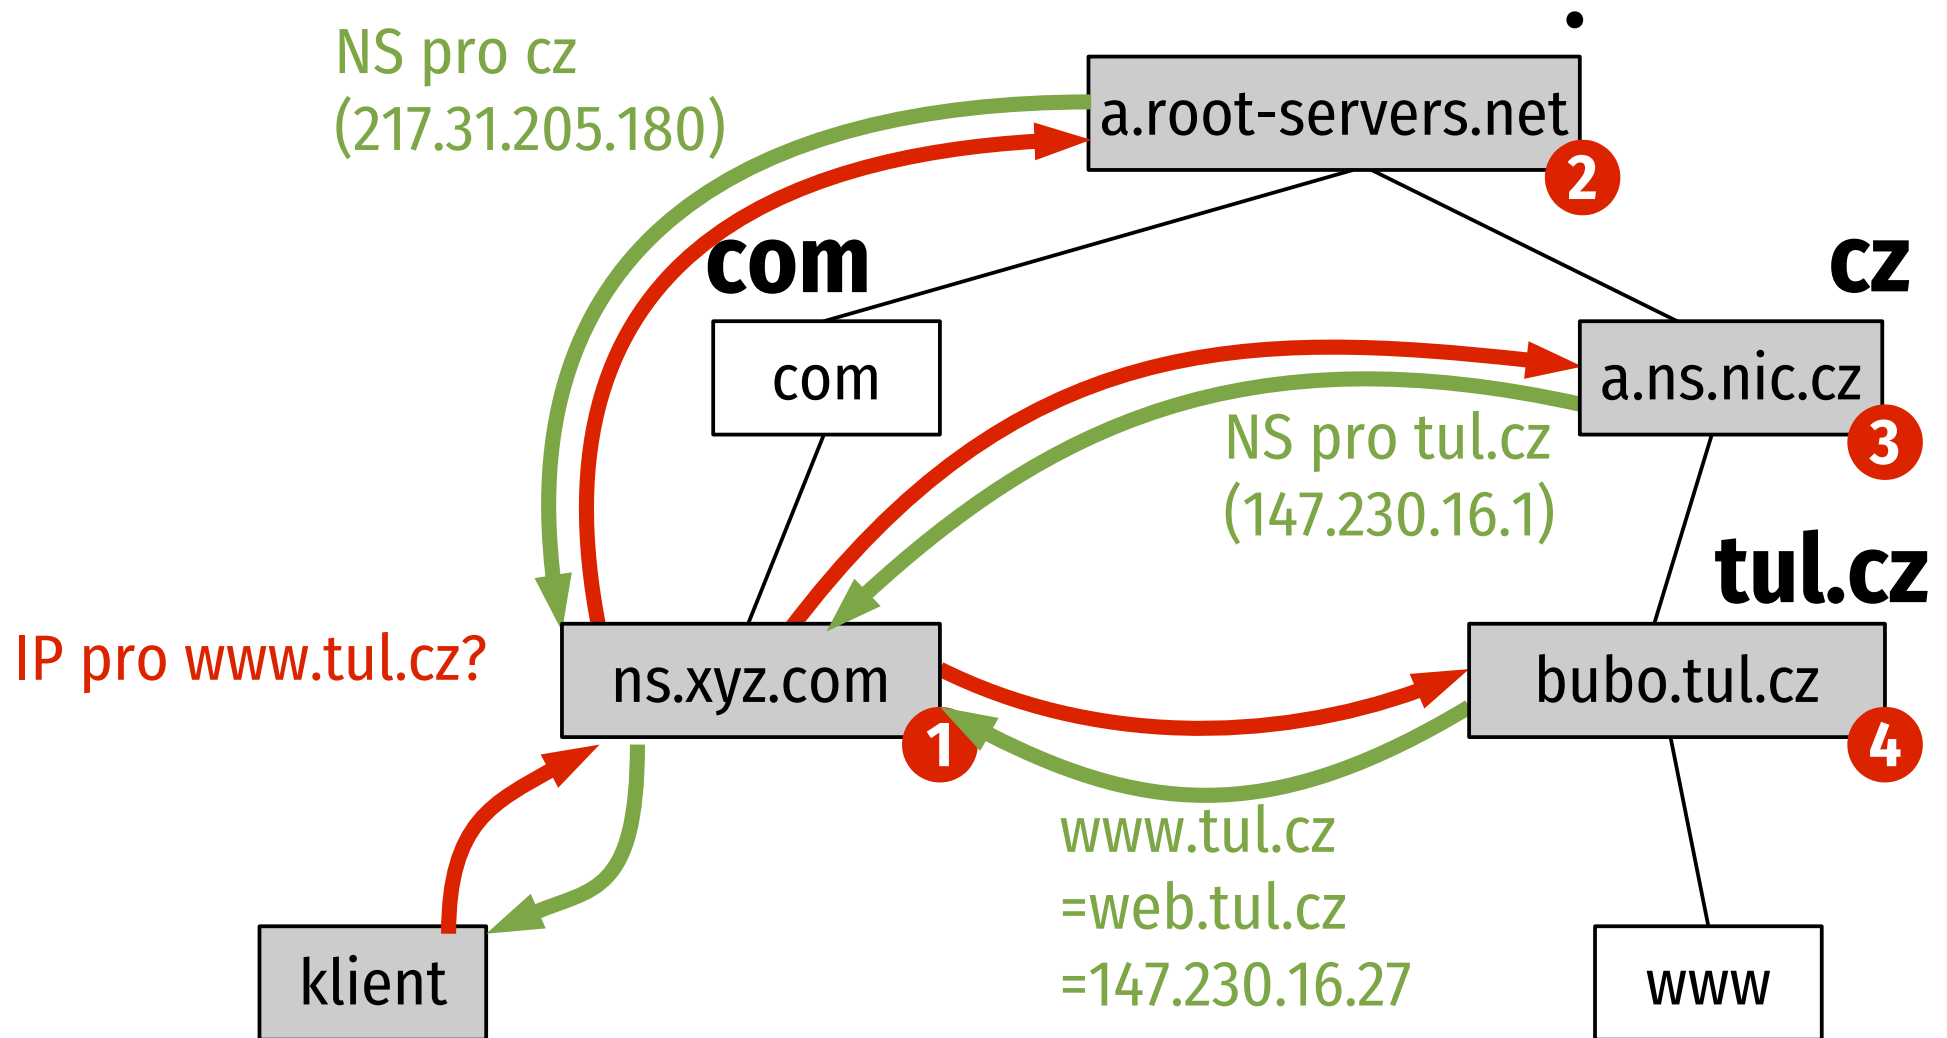 .
NS pro cz
(217.31.205.180)
a.root-servers.net
2
com
cz
com
a.ns.nic.cz
3
NS pro tul.cz
(147.230.16.1)
tul.cz
IP pro www.tul.cz?
ns.xyz.com
1
bubo.tul.cz
4
www.tul.cz
=web.tul.cz
=147.230.16.27
klient
www